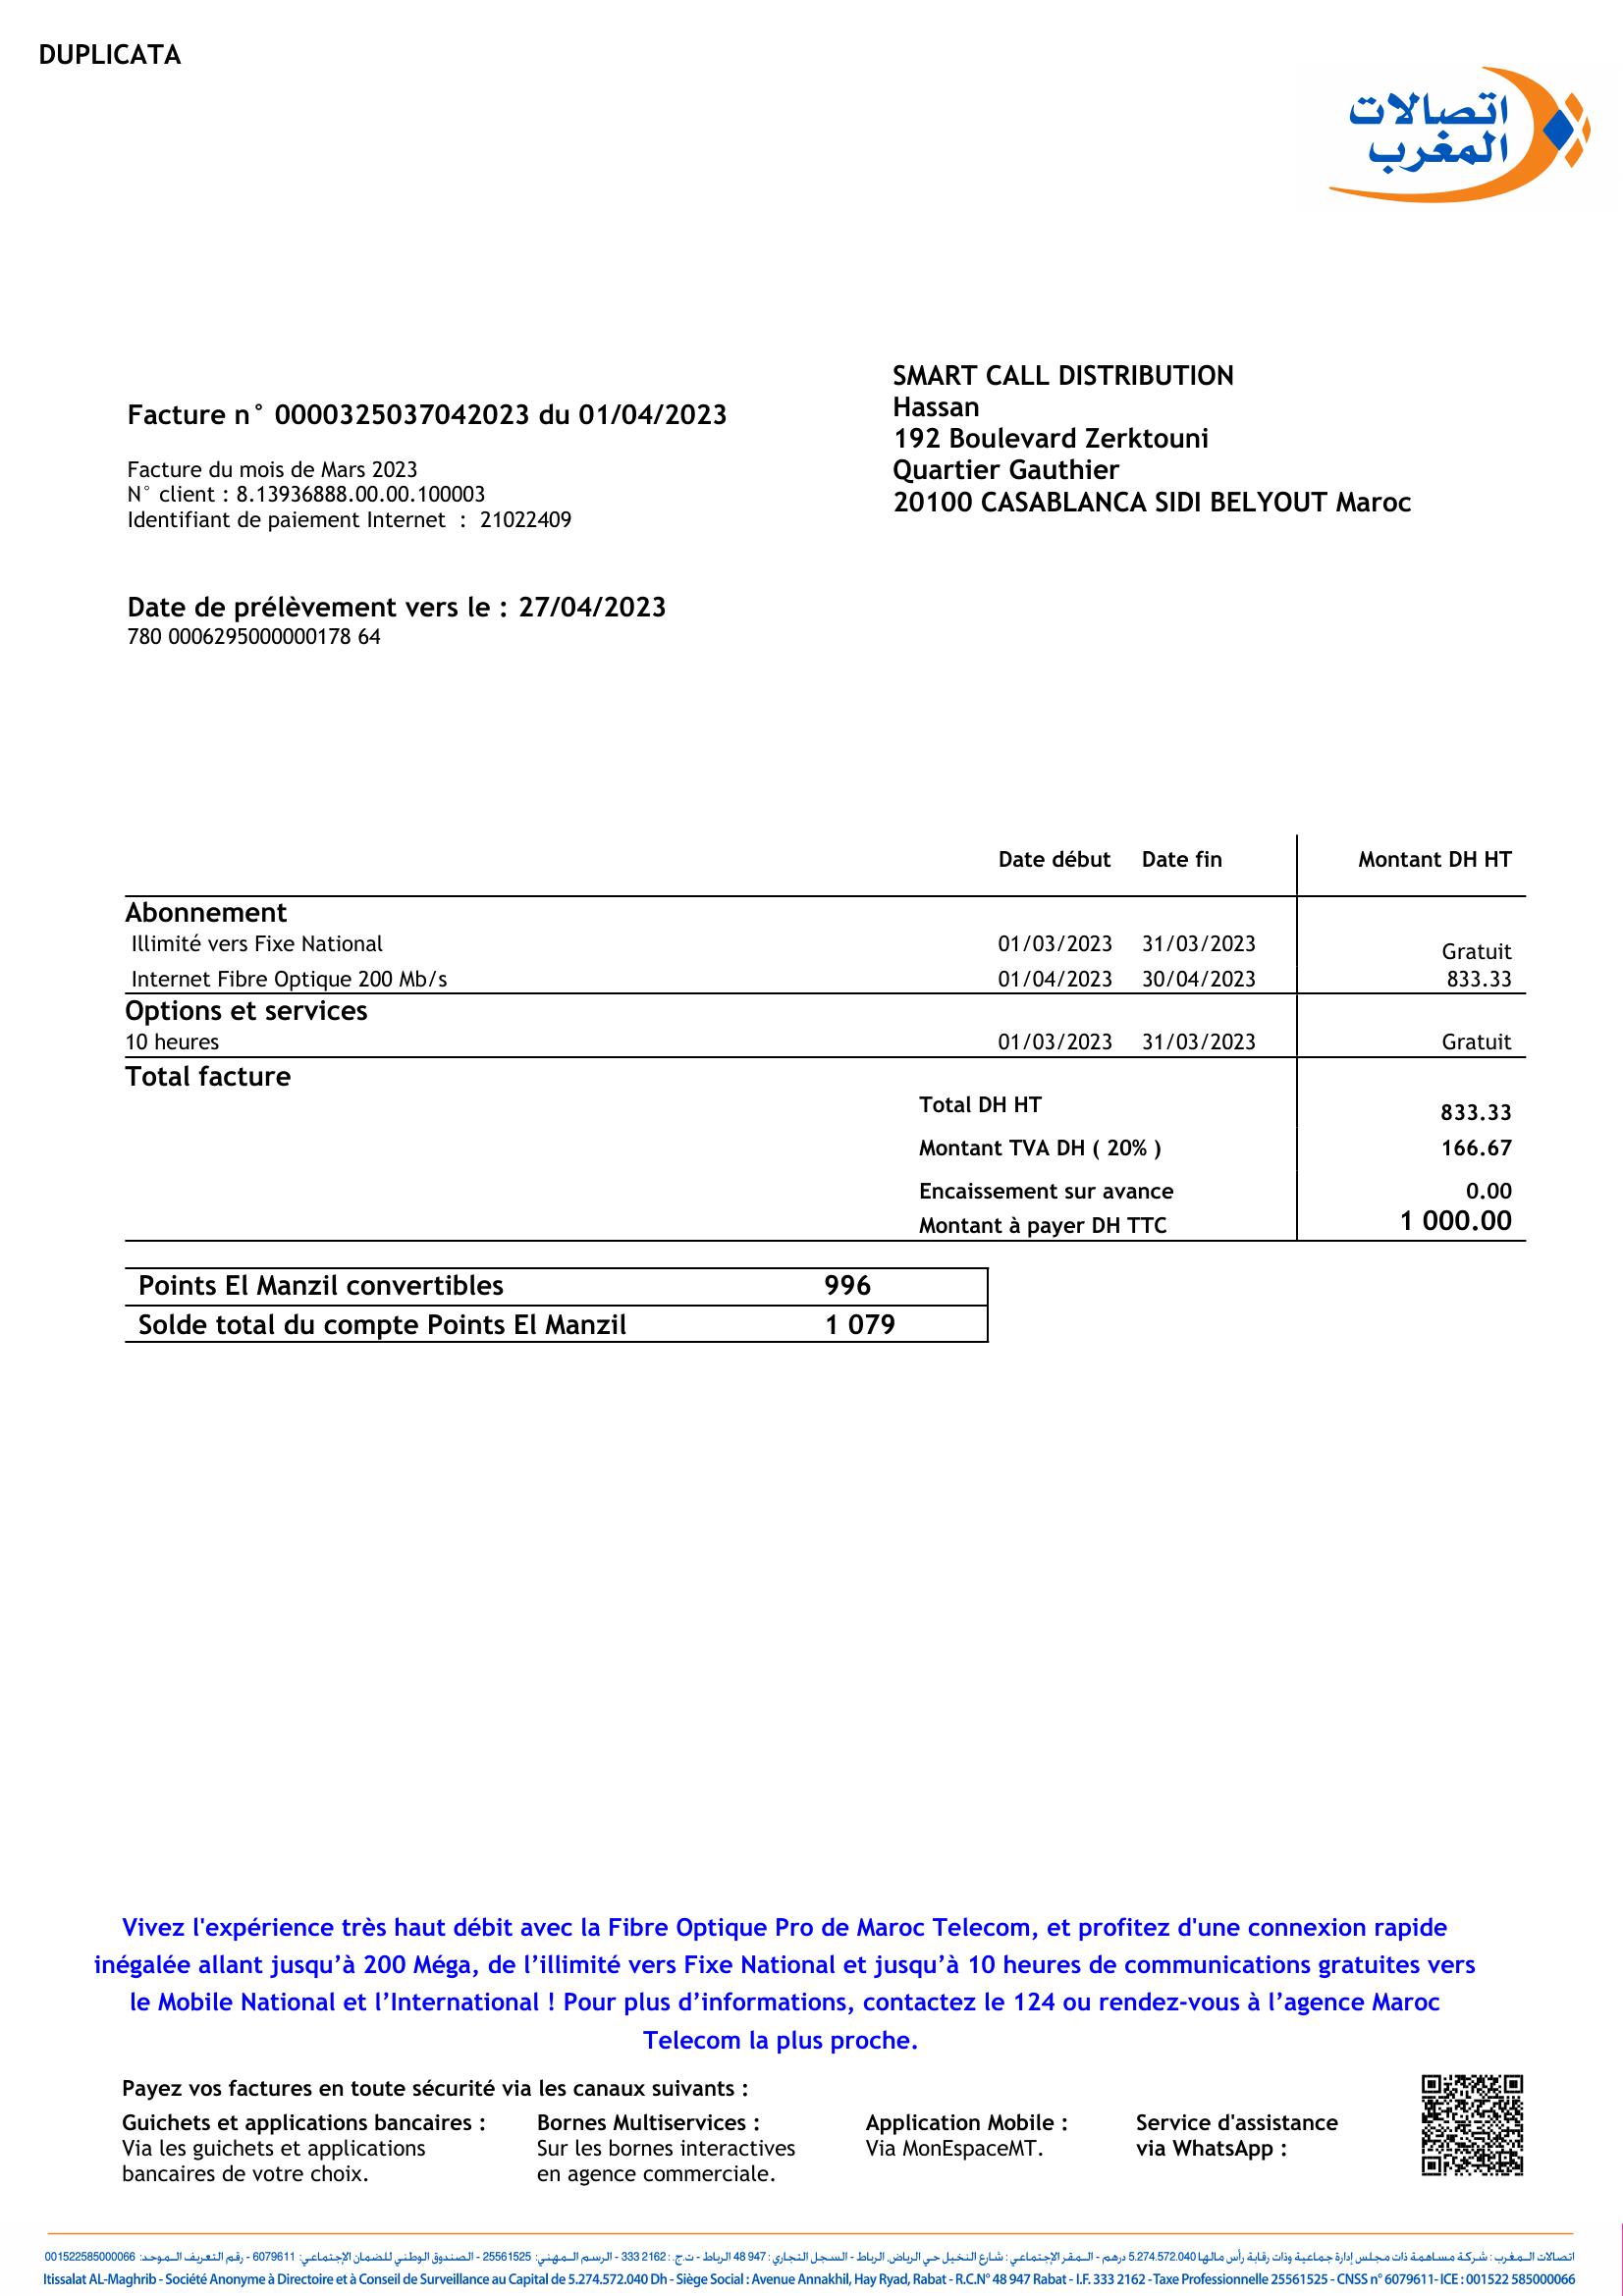 DUPLICATA
اتصالات
المغرب
SMART CALL DISTRIBUTION
Hassan
192 Boulevard Zerktouni
Quartier Gauthier
20100 CASABLANCA SIDI BELYOUT Maroc
Facture n° 0000325037042023 du 01/04/2023
Facture du mois de Mars 2023
N° client : 8.13936888.00.00.100003
Identifiant de paiement Internet : 21022409
Date de prélèvement vers le : 27/04/2023
780 0006295000000178 64
Date début Date fin Montant DH HT
Abonnement
Illimité vers Fixe National 01/03/2023 31/03/2023 Gratuit
Internet Fibre Optique 200 Mb/s 01/04/2023 30/04/2023 833.33
Options et services
10 heures 01/03/2023 31/03/2023 Gratuit
Total facture
Total DH HT 833.33
Montant TVA DH ( 20% ) 166.67
Encaissement sur avance 0.00
Montant à payer DH TTC 1 000.00
Points El Manzil convertibles 996
Solde total du compte Points El Manzil 1 079
Vivez l'expérience très haut débit avec la Fibre Optique Pro de Maroc Telecom, et profitez d'une connexion rapide
inégalée allant jusqu’à 200 Méga, de l’illimité vers Fixe National et jusqu’à 10 heures de communications gratuites vers
le Mobile National et l’International ! Pour plus d’informations, contactez le 124 ou rendez-vous à l’agence Maroc
Telecom la plus proche.
Payez vos factures en toute sécurité via les canaux suivants :
Guichets et applications bancaires :
Via les guichets et applications
bancaires de votre choix.
Bornes Multiservices :
Sur les bornes interactives
en agence commerciale.
Application Mobile :
Via MonEspaceMT.
Service d'assistance
via WhatsApp :
اتصالات الـمـغرب : شركة مساهمة ذات مجلس إدارة جماعية وذات رقابة رأس مالها 5.274.572.040 درهم - الـمـقر الإجتماعي : شارع النخيل حي الرياض. الرباط - السجل التجاري : 947 48 الرباط - ت.ج. : 2162 333 - الرسم الـمـهني: 25561525 - الصندوق الوطني للضمان الإجتماعي: 6079611 - رقم التعريف الـموحد: 001522585000066
Itissalat AL-Maghrib - Société Anonyme à Directoire et à Conseil de Surveillance au Capital de 5.274.572.040 Dh - Siège Social : Avenue Annakhil, Hay Ryad, Rabat - R.C.N° 48 947 Rabat - I.F. 333 2162 - Taxe Professionnelle 25561525 - CNSS n° 6079611- ICE : 001522 585000066